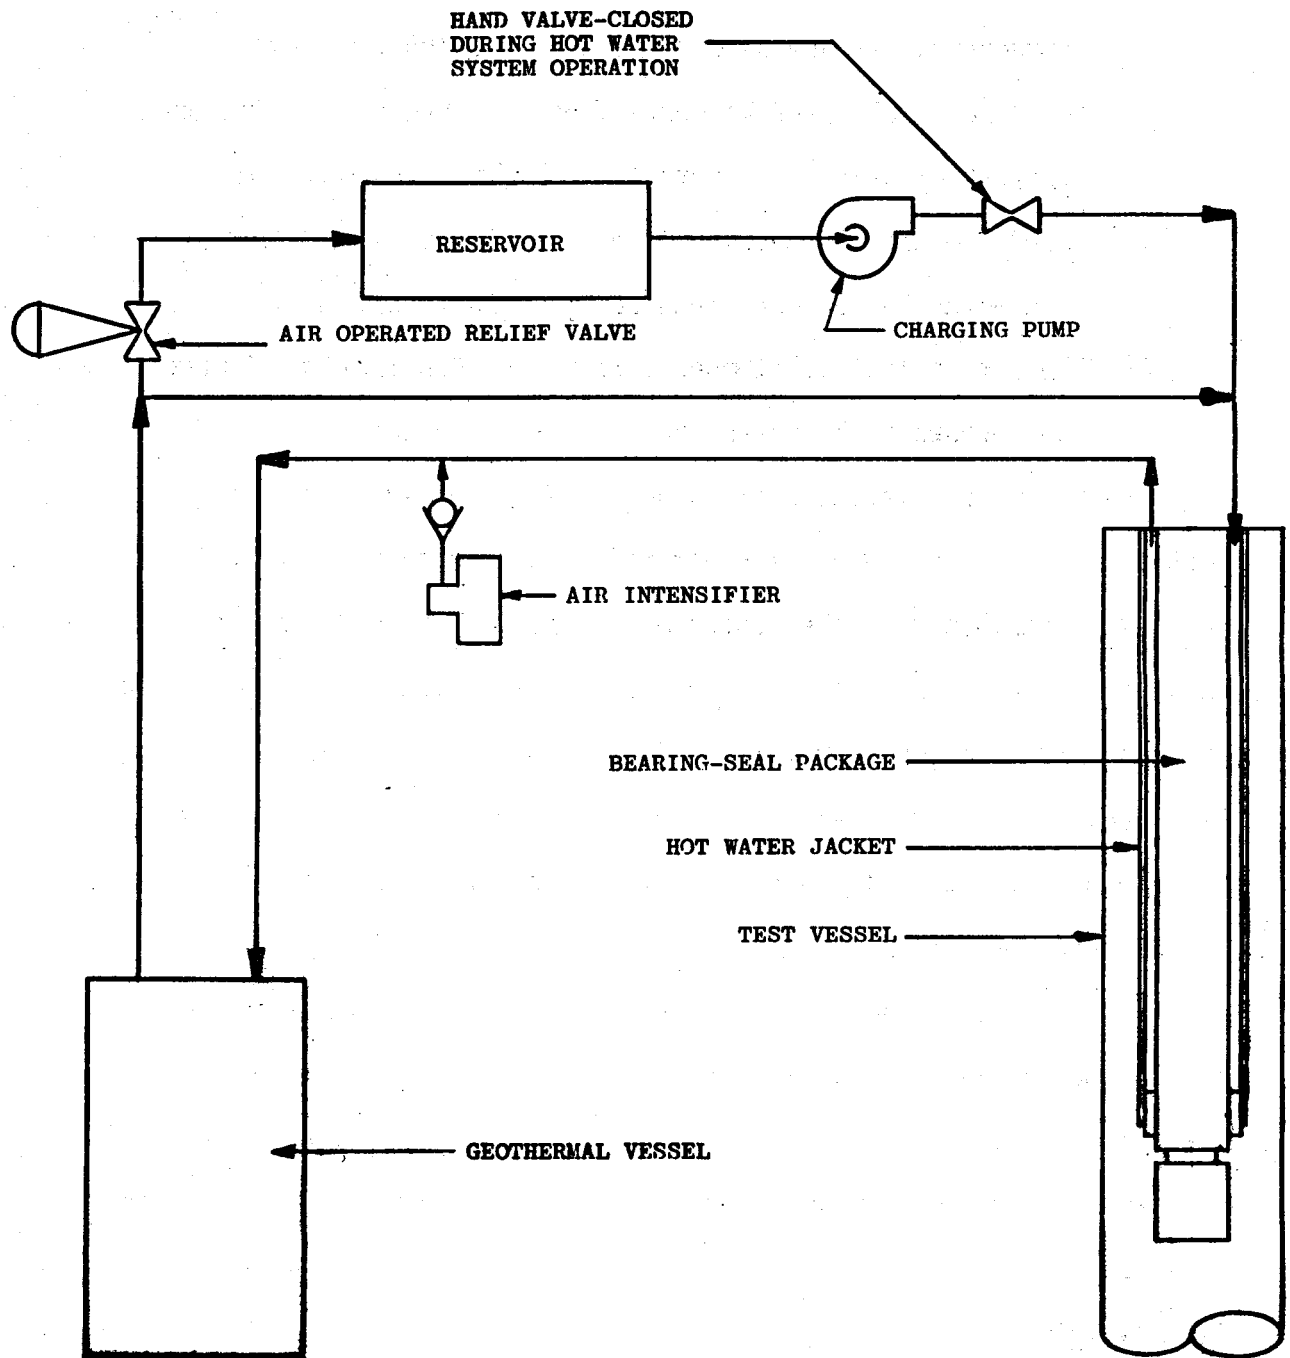 HAND VALVE-CLOSED
DURING HOT WATER
SYSTEM OPERATION
RESERVOIR
AIR OPERATED RELIEF VALVE
CHARGING PUMP
AIR INTENSIFIER
BEARING-SEAL PACKAGE
HOT WATER JACKET
TEST VESSEL
GEOTHERMAL VESSEL